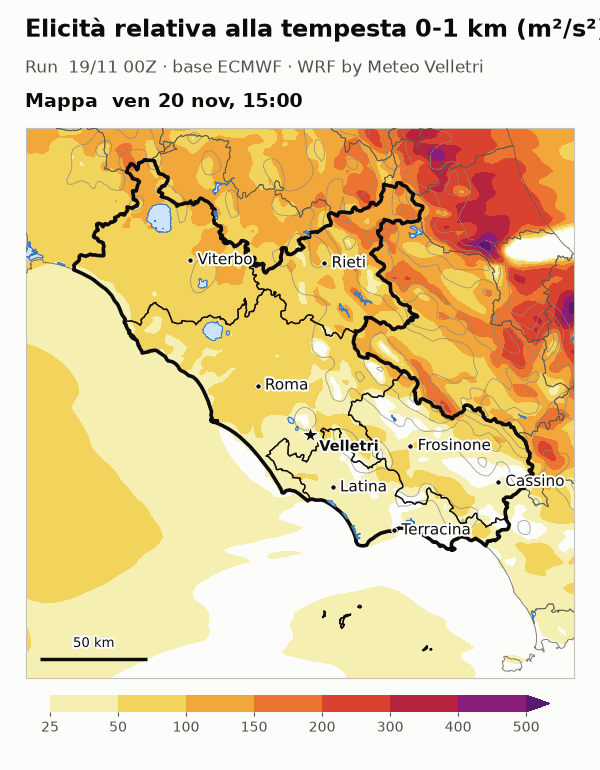 Elicità relativa alla tempesta 0-1 km (m²/s²)
Run 19/11 00Z · base ECMWF · WRF by Meteo Velletri
Mappa ven 20 nov, 15:00
Viterbo
Rieti
Roma
Velletri
Frosinone
Latina
Cassino
Terracina
50 km
25 50 100 150 200 300 400 500